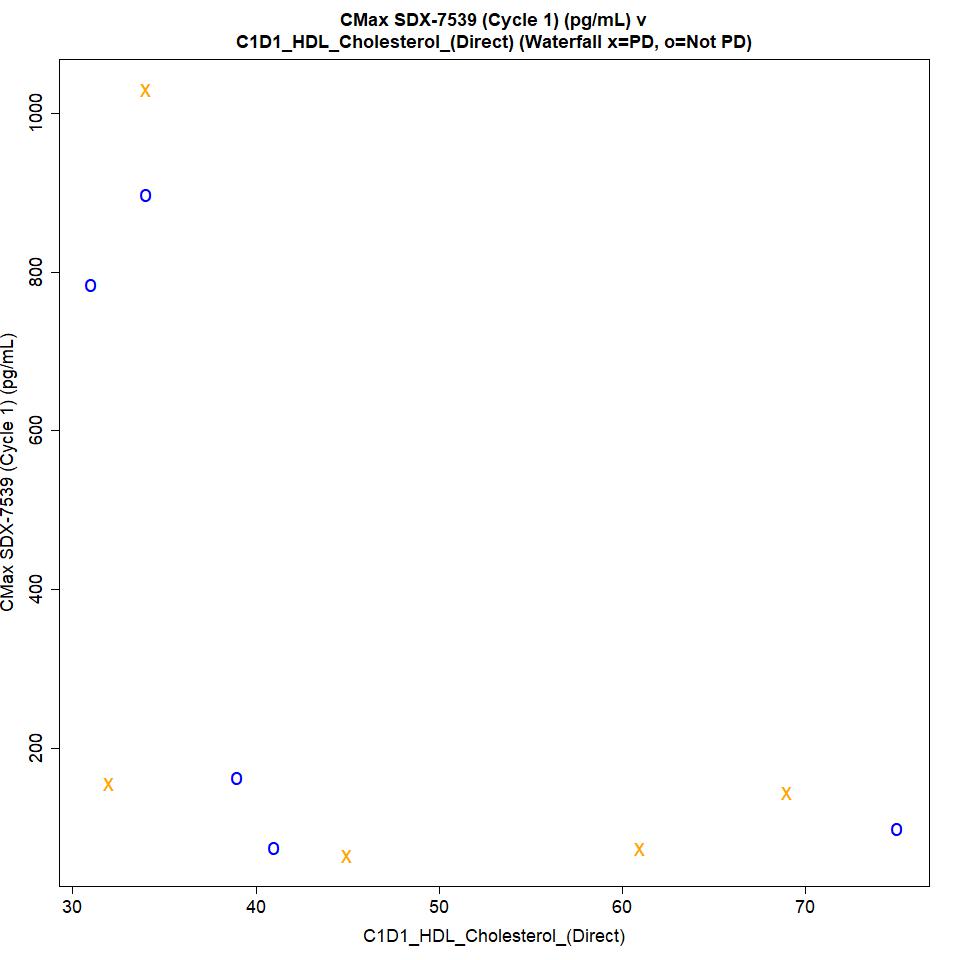 CMax SDX-7539 (Cycle 1) (pg/mL) v
C1D1_HDL_Cholesterol_(Direct) (Waterfall x=PD, o=Not PD)
CMax SDX-7539 (Cycle 1) (pg/mL)
1000
800
600
400
200
X
O
O
X
O
O
X
X
X
O
30 40 50 60 70
C1D1_HDL_Cholesterol_(Direct)